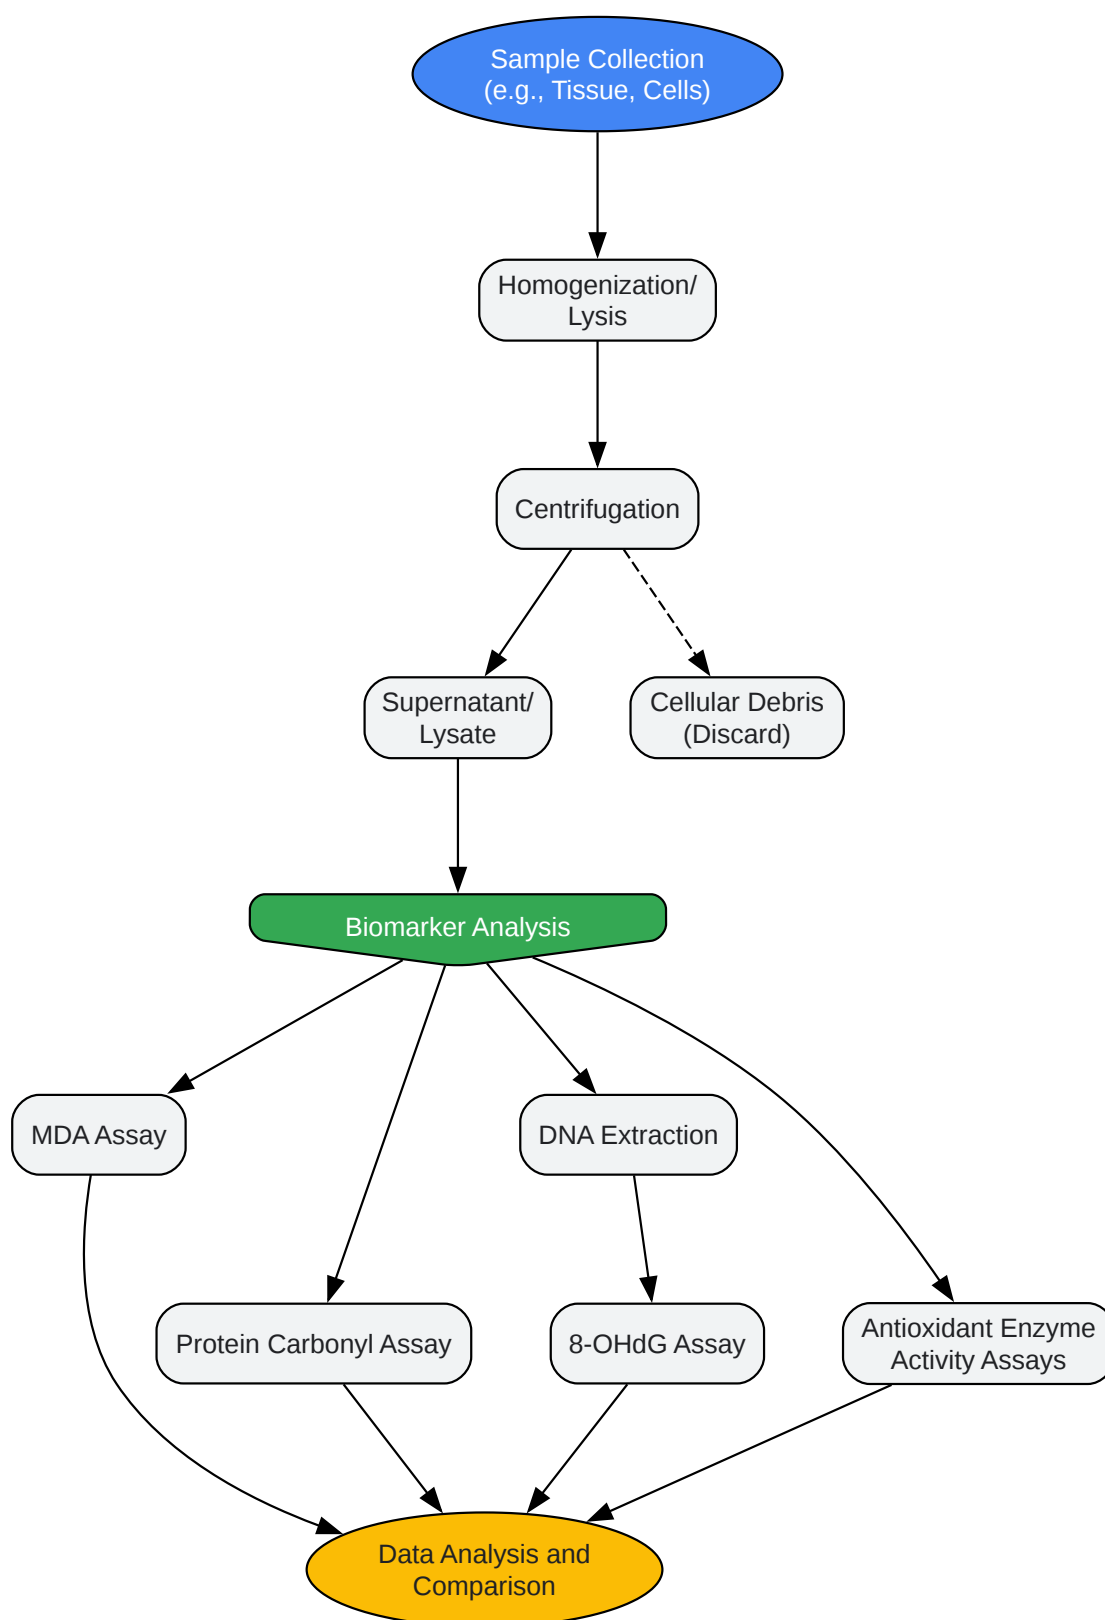 Sample Collection
(e.g., Tissue, Cells)
Homogenization/
Lysis
Centrifugation
Supernatant/
Lysate
Cellular Debris
(Discard)
Biomarker Analysis
MDA Assay
DNA Extraction
Protein Carbonyl Assay
8-OHdG Assay
Antioxidant Enzyme
Activity Assays
Data Analysis and
Comparison